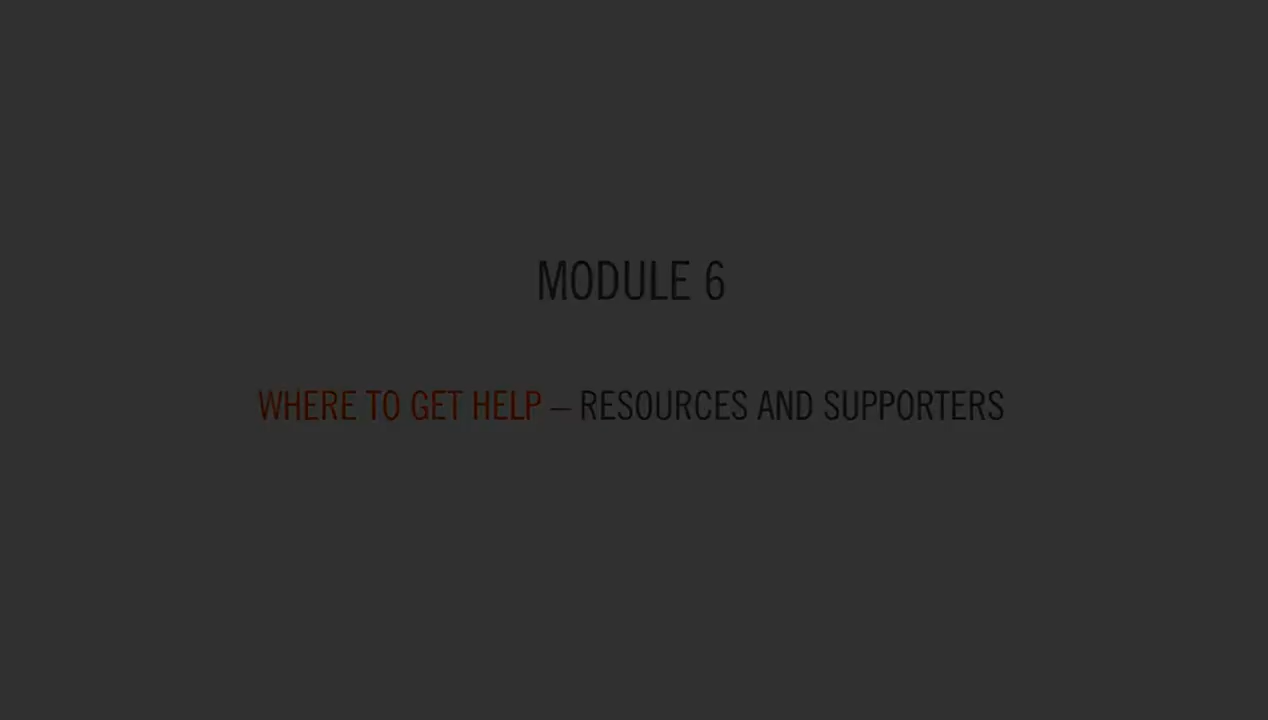 MODULE 6
WHERE TO GET HELP – RESOURCES AND SUPPORTERS